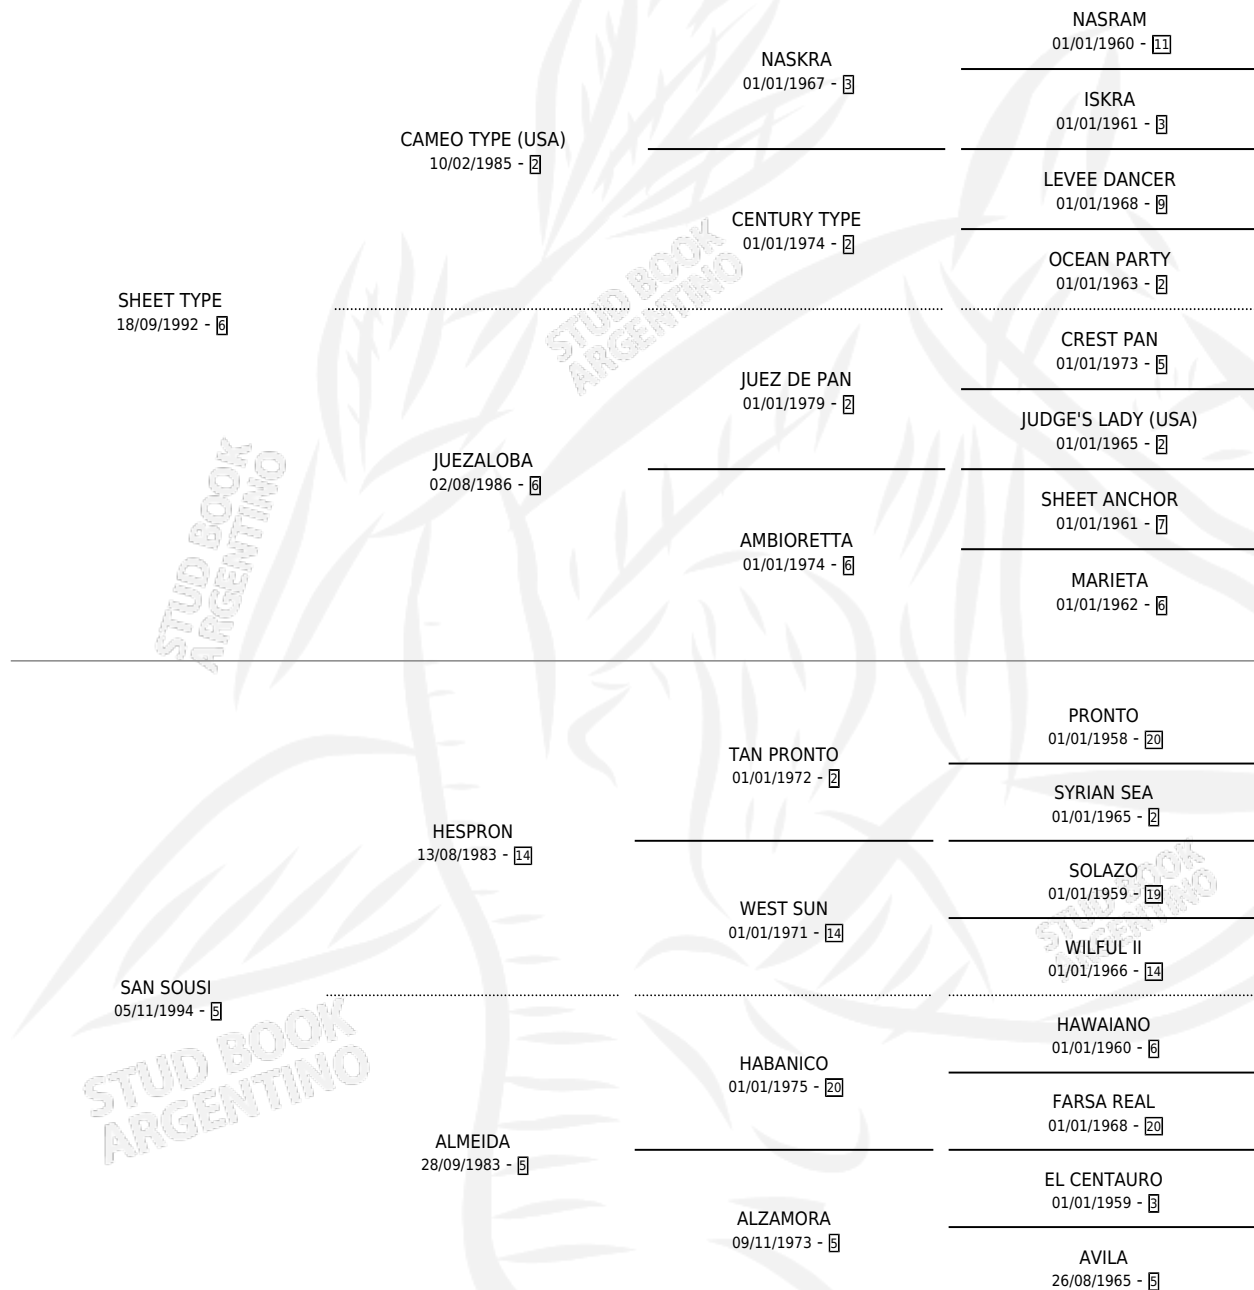 NASRAM
01/01/1960 - 11
NASKRA
01/01/1967 - 3
ISKRA
01/01/1961 - 3
CAMEO TYPE (USA)
10/02/1985 - 2
LEVEE DANCER
01/01/1968 - 9
CENTURY TYPE
01/01/1974 - 2
OCEAN PARTY
01/01/1963 - 2
SHEET TYPE
18/09/1992 - 6
CREST PAN
01/01/1973 - 5
JUEZ DE PAN
01/01/1979 - 2
JUDGE'S LADY (USA)
01/01/1965 - 2
JUEZALOBA
02/08/1986 - 6
SHEET ANCHOR
01/01/1961 - 7
AMBIORETTA
01/01/1974 - 6
MARIETA
01/01/1962 - 6
PRONTO
01/01/1958 - 20
TAN PRONTO
01/01/1972 - 2
SYRIAN SEA
01/01/1965 - 2
HESPRON
13/08/1983 - 14
SOLAZO
01/01/1959 - 19
WEST SUN
01/01/1971 - 14
WILFUL II
01/01/1966 - 14
SAN SOUSI
05/11/1994 - 5
HAWAIANO
01/01/1960 - 6
HABANICO
01/01/1975 - 20
FARSA REAL
01/01/1968 - 20
ALMEIDA
28/09/1983 - 5
EL CENTAURO
01/01/1959 - 3
ALZAMORA
09/11/1973 - 5
AVILA
26/08/1965 - 5
STUD BOOK
ARGENTINO
STUD BOOK
ARGENTINO
STUD BOOK
ARGENTINO
STUD BOOK
ARGENTINO